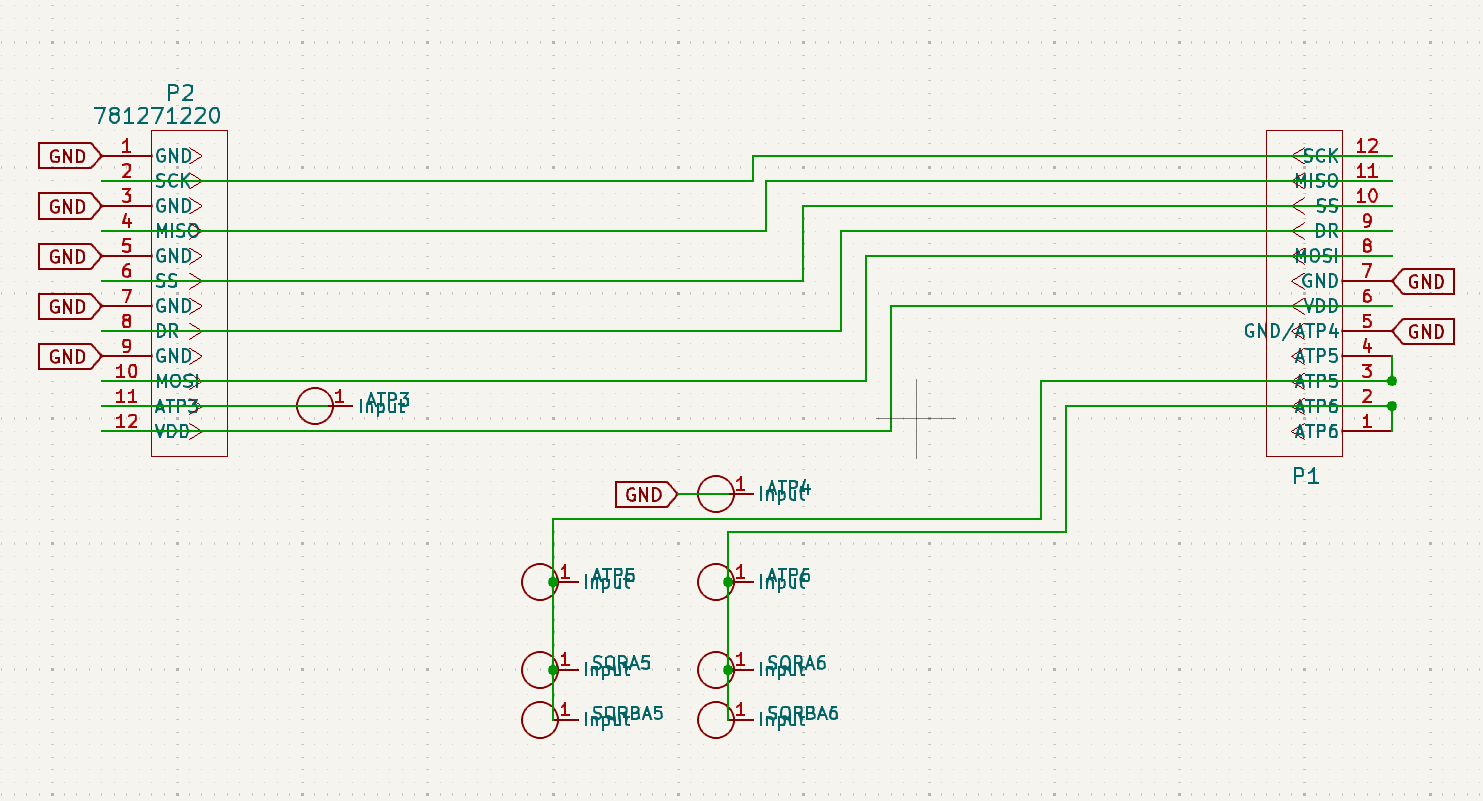 P2
781271220
GND 1 GND
2 SCK
GND 3 GND
4 MISO
GND 5 GND
6 SS
GND 7 GND
8 DR
GND 9 GND
10 MOSI
11 ATP3
12 VDD
1 ATP3
Input
SCK 12
MISO 11
SS 10
DR 9
MOSI 8
GND 7 GND
VDD 6
GND/ATP4 5 GND
ATP5 4
ATP5 3
ATP6 2
ATP6 1
P1
GND 1 ATP4
Input
1 ATP5
Input
1 ATP6
Input
1 SQRA5
Input
1 SQRA6
Input
1 SQRBA5
Input
1 SQRBA6
Input